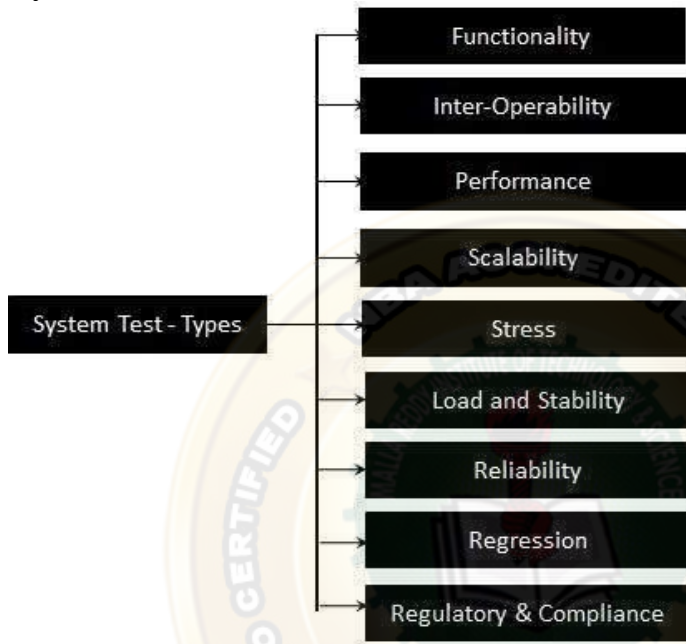 Functionality
Inter-Operability
Performance
Scalability
System Test - Types
Stress
Load and Stability
Reliability
Regression
Regulatory & Compliance